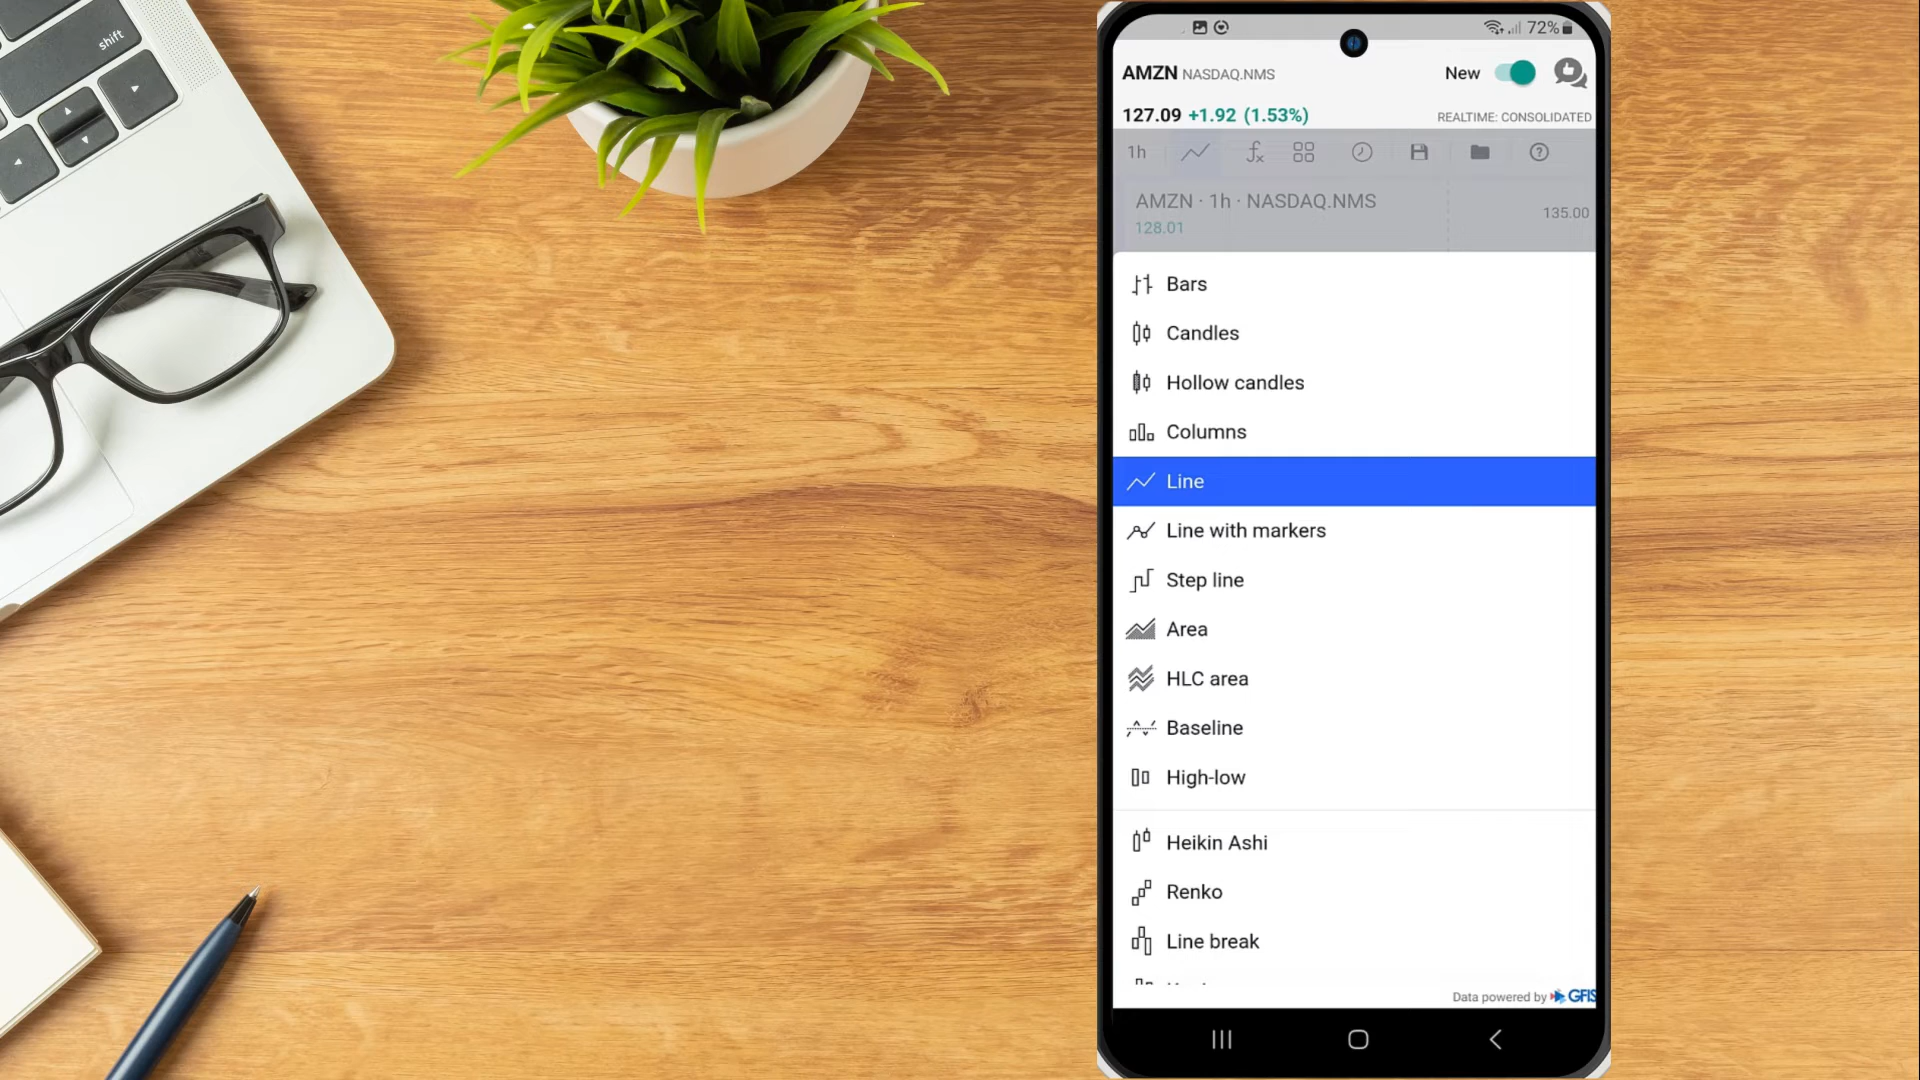 shift
72%
AMZN NASDAQ.NMS
New
127.09 +1.92 (1.53%)
REALTIME: CONSOLIDATED
1h
AMZN · 1h · NASDAQ.NMS
135.00
128.01
Bars
Candles
Hollow candles
Columns
Line
Line with markers
Step line
Area
HLC area
Baseline
High-low
Heikin Ashi
Renko
Line break
Data powered by GFIS